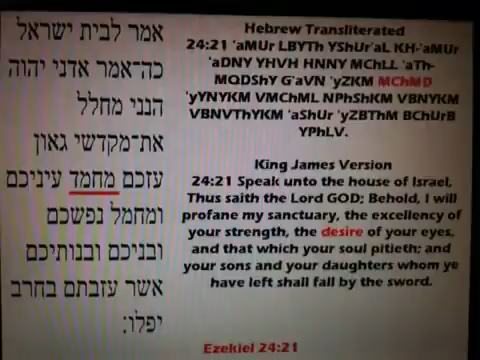 אמר לבית ישראל
כה־אמר אדני יהוה
הנני מחלל
את־מקדשי גאון
עזכם מחמד עיניכם
ומחמל נפשכם
ובניכם ובנותיכם
אשר עזבתם בחרב
יפלו:
Hebrew Transliterated
24:21 'aMUr LBYTh YShUr'aL KH-'aMUr
'aDNY YHVH HNNY MChLL 'aTh-
MQDShY G'aVN 'yZKM MChMD
'yYNYKM VMChML NPhShKM VBNYKM
VBNVThYKM 'aShUr 'yZBThM BChUrB
YPhLV.
King James Version
24:21 Speak unto the house of Israel,
Thus saith the Lord GOD; Behold, I will
profane my sanctuary, the excellency of
your strength, the desire of your eyes,
and that which your soul pitieth; and
your sons and your daughters whom ye
have left shall fall by the sword.
Ezekiel 24:21